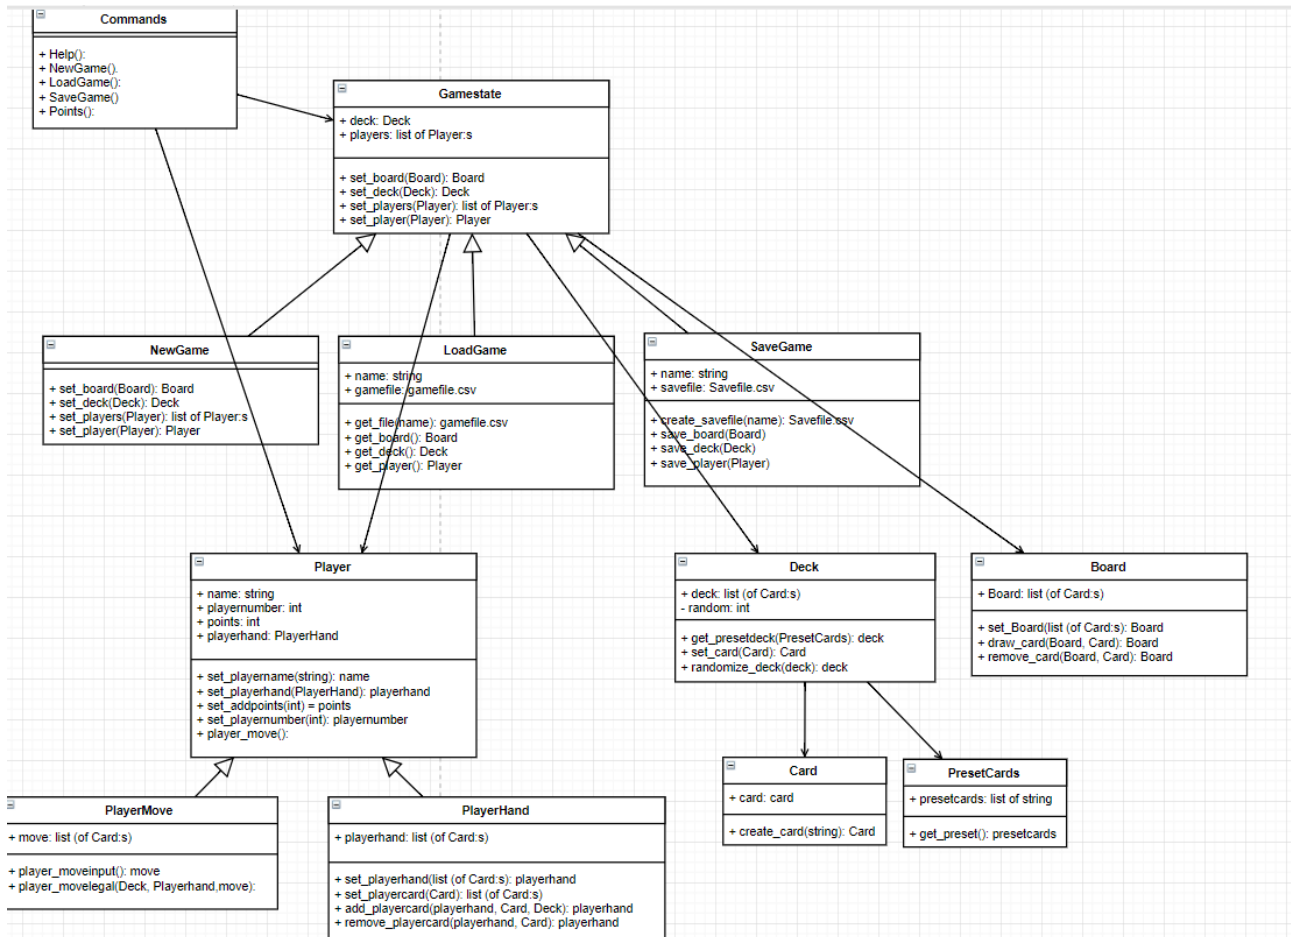 Commands
+ Help():
+ NewGame().
+ LoadGame():
+ SaveGame()
+ Points():
Gamestate
+ deck: Deck
+ players: list of Player:s
+ set_board(Board): Board
+ set_deck(Deck): Deck
+ set_players(Player): list of Player:s
+ set_player(Player): Player
NewGame
+ set_board(Board): Board
+ set_deck(Deck): Deck
+ set_players(Player): list of Player:s
+ set_player(Player): Player
LoadGame
+ name: string
+ gamefile: gamefile.csv
+ get_file(name): gamefile.csv
+ get_board(): Board
+ get_deck(): Deck
+ get_player(): Player
SaveGame
+ name: string
+ savefile: Savefile.csv
+ create_savefile(name): Savefile.csv
+ save_board(Board)
+ save_deck(Deck)
+ save_player(Player)
Player
+ name: string
+ playernumber: int
+ points: int
+ playerhand: PlayerHand
+ set_playername(string): name
+ set_playerhand(PlayerHand): playerhand
+ set_addpoints(int) = points
+ set_playernumber(int): playernumber
+ player_move():
Deck
+ deck: list (of Card:s)
- random: int
+ get_presetdeck(PresetCards): deck
+ set_card(Card): Card
+ randomize_deck(deck): deck
Board
+ Board: list (of Card:s)
+ set_Board(list (of Card:s): Board
+ draw_card(Board, Card): Board
+ remove_card(Board, Card): Board
Card
+ card: card
+ create_card(string): Card
PresetCards
+ presetcards: list of string
+ get_preset(): presetcards
PlayerMove
+ move: list (of Card:s)
+ player_moveinput(): move
+ player_movelegal(Deck, Playerhand,move):
PlayerHand
+ playerhand: list (of Card:s)
+ set_playerhand(list (of Card:s): playerhand
+ set_playercard(Card): list (of Card:s)
+ add_playercard(playerhand, Card, Deck): playerhand
+ remove_playercard(playerhand, Card): playerhand